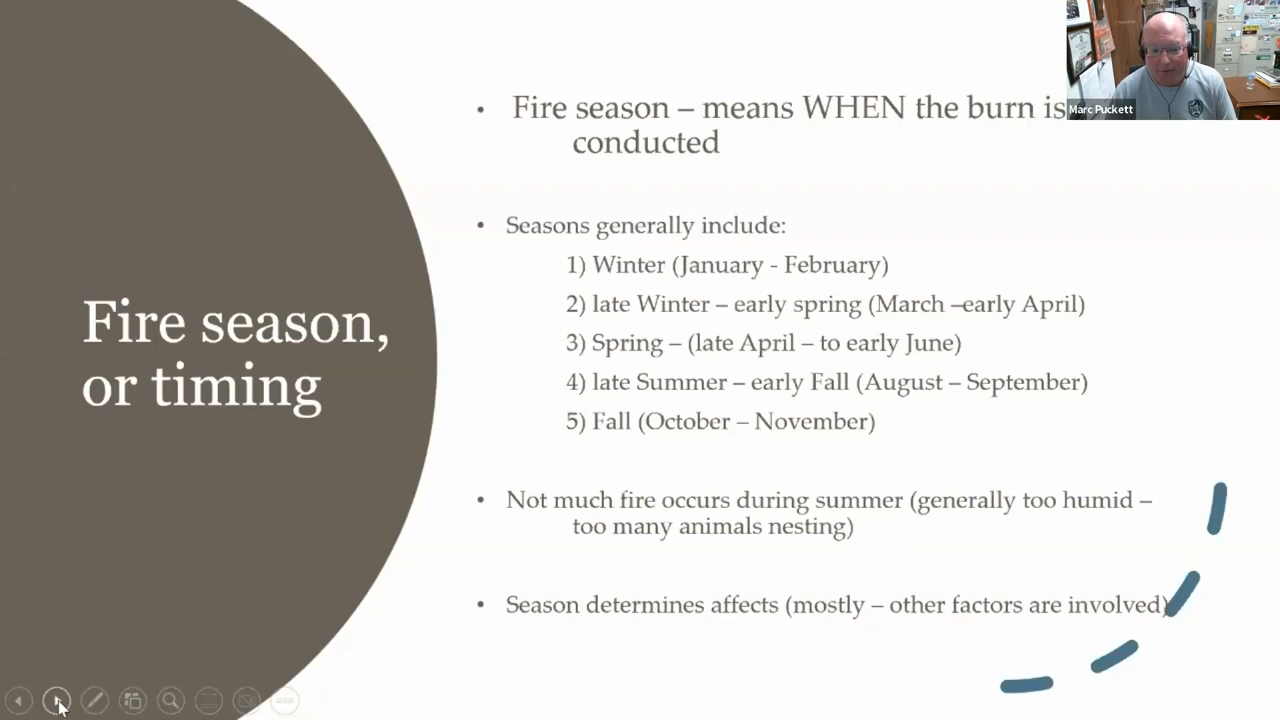 Fire season,
or timing
• Fire season – means WHEN the burn is
conducted
• Seasons generally include:
1) Winter (January - February)
2) late Winter – early spring (March –early April)
3) Spring – (late April – to early June)
4) late Summer – early Fall (August – September)
5) Fall (October – November)
• Not much fire occurs during summer (generally too humid –
too many animals nesting)
• Season determines affects (mostly – other factors are involved)
Marc Puckett